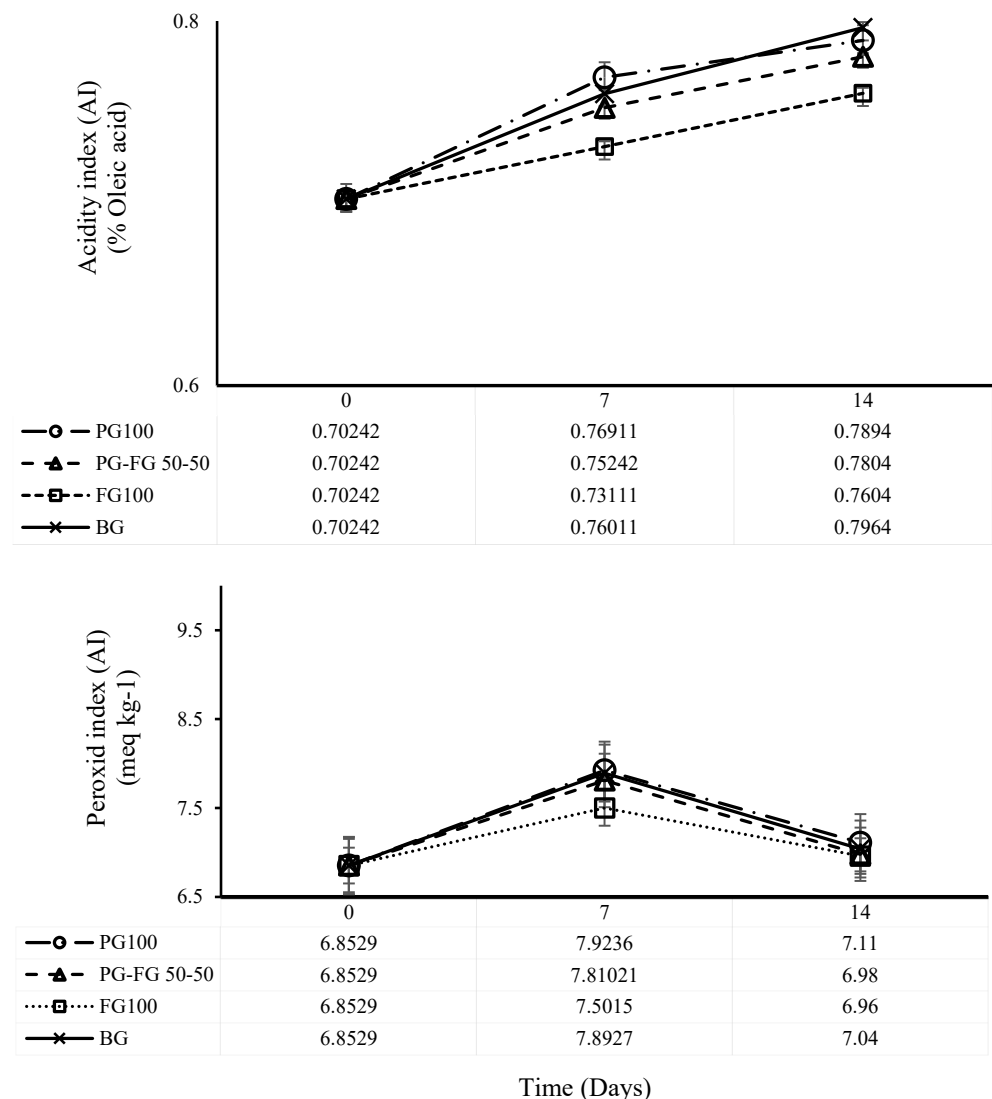 0.8
Acidity index (AI)
(% Oleic acid)
0.6
0 7 14
PG100 0.70242 0.76911 0.7894
PG-FG 50-50 0.70242 0.75242 0.7804
FG100 0.70242 0.73111 0.7604
BG 0.70242 0.76011 0.7964
9.5
8.5
7.5
6.5
Peroxid index (AI)
(meq kg-1)
0 7 14
PG100 6.8529 7.9236 7.11
PG-FG 50-50 6.8529 7.81021 6.98
FG100 6.8529 7.5015 6.96
BG 6.8529 7.8927 7.04
Time (Days)